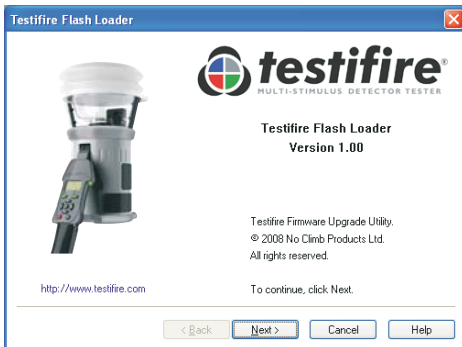 Testifire Flash Loader
testifire®
MULTI-STIMULUS DETECTOR TESTER
Testifire Flash Loader
Version 1.00
Testifire Firmware Upgrade Utility.
© 2008 No Climb Products Ltd.
All rights reserved.
http://www.testifire.com
To continue, click Next.
< Back Next > Cancel Help